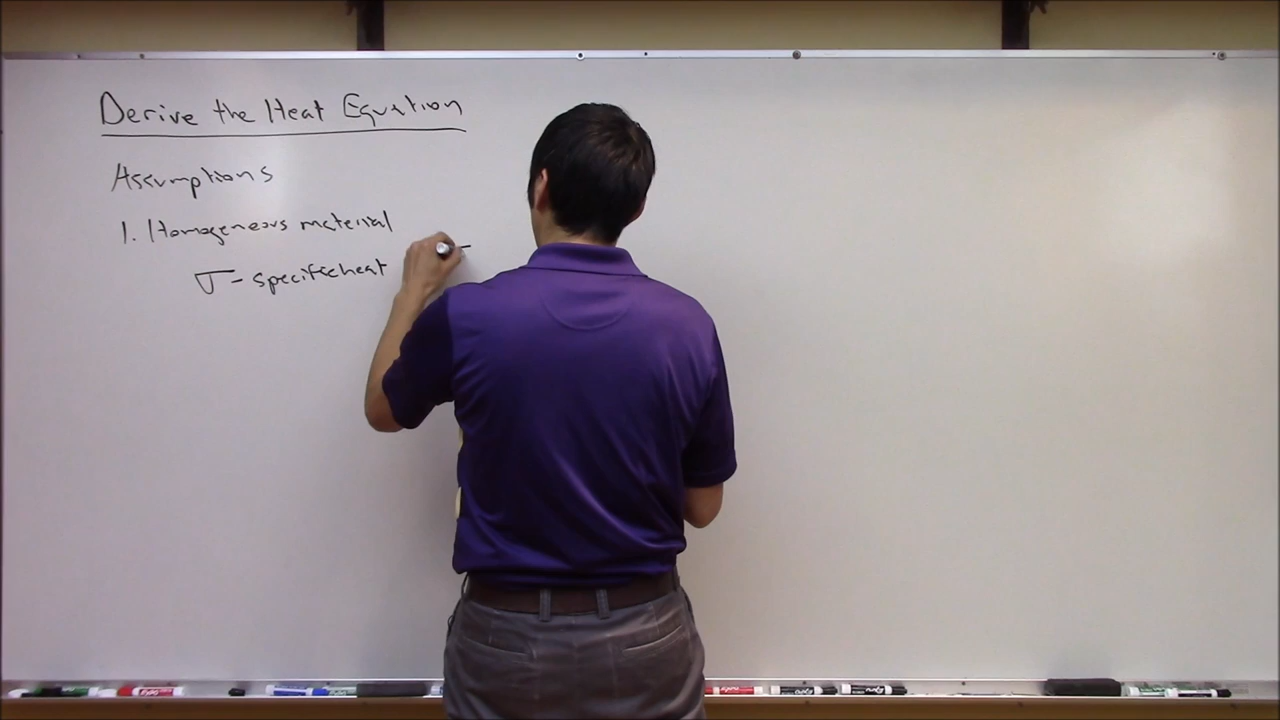 Derive the Heat Equation
Assumptions
1. Homogeneous material
σ - specific heat